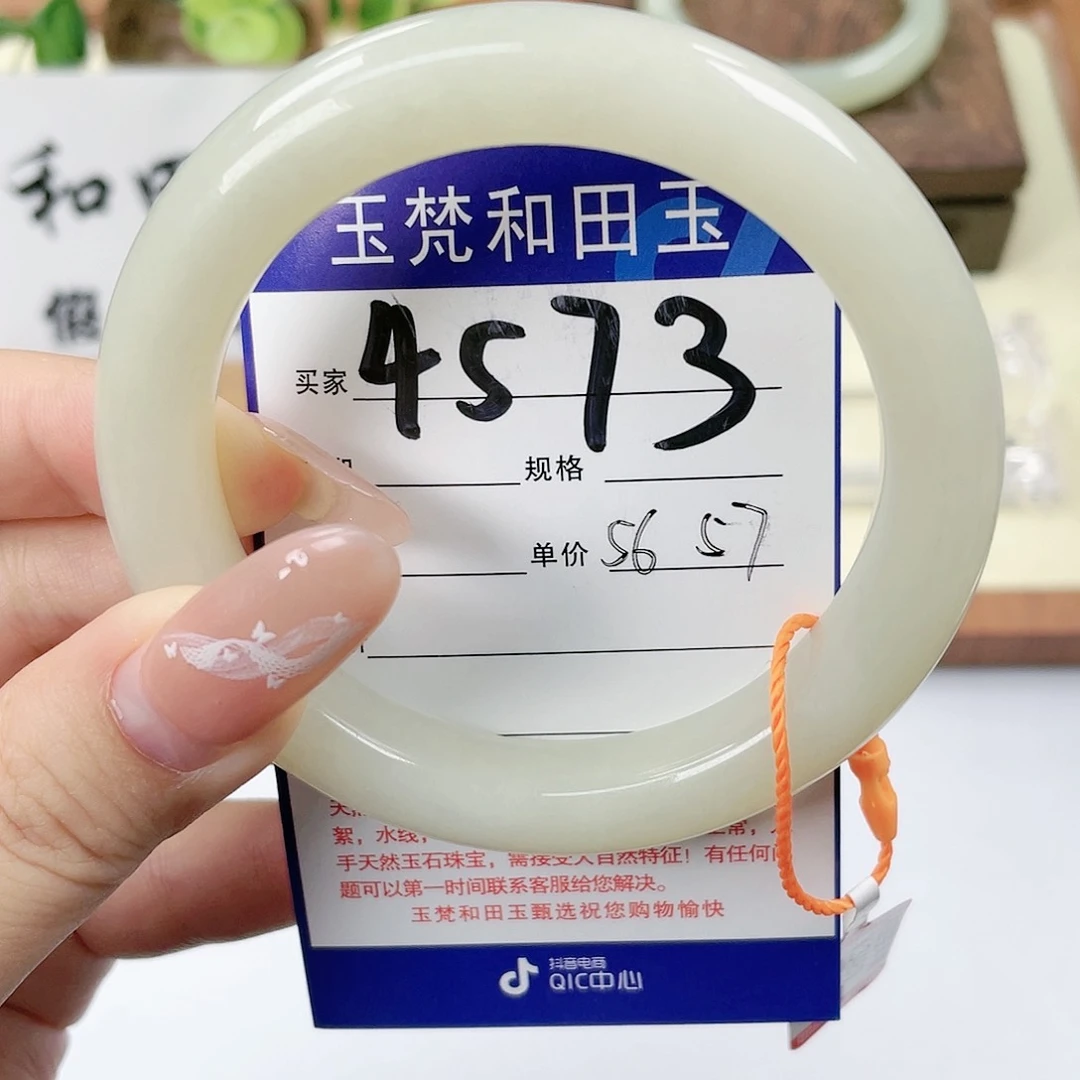 和田
假
玉梵和田玉
买家 4573
规格
单价 56 57
絮，水线，
手天然玉石珠宝，需接受大自然特征！有任何问
题可以第一时间联系客服给您解决。
玉梵和田玉甄选祝您购物愉快
抖音电商
QIC中心